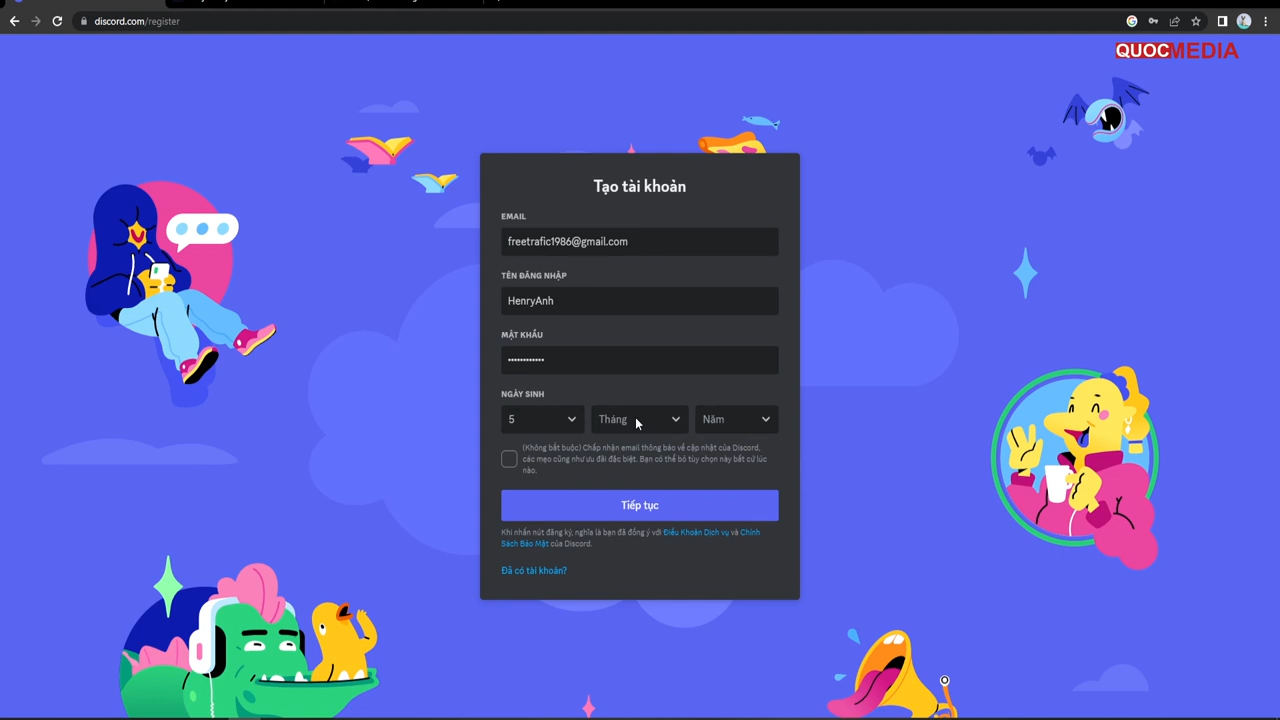 discord.com/register
QUOCMEDIA
Tạo tài khoản
EMAIL
freetrafic1986@gmail.com
TÊN ĐĂNG NHẬP
HenryAnh
MẬT KHẨU
••••••••••••
NGÀY SINH
5 Tháng Năm
(Không bắt buộc) Chấp nhận email thông báo về cập nhật của Discord,
các mẹo cũng như ưu đãi đặc biệt. Bạn có thể bỏ tùy chọn này bất cứ lúc
nào.
Tiếp tục
Khi nhấn nút đăng ký, nghĩa là bạn đã đồng ý với Điều Khoản Dịch vụ và Chính
Sách Bảo Mật của Discord.
Đã có tài khoản?